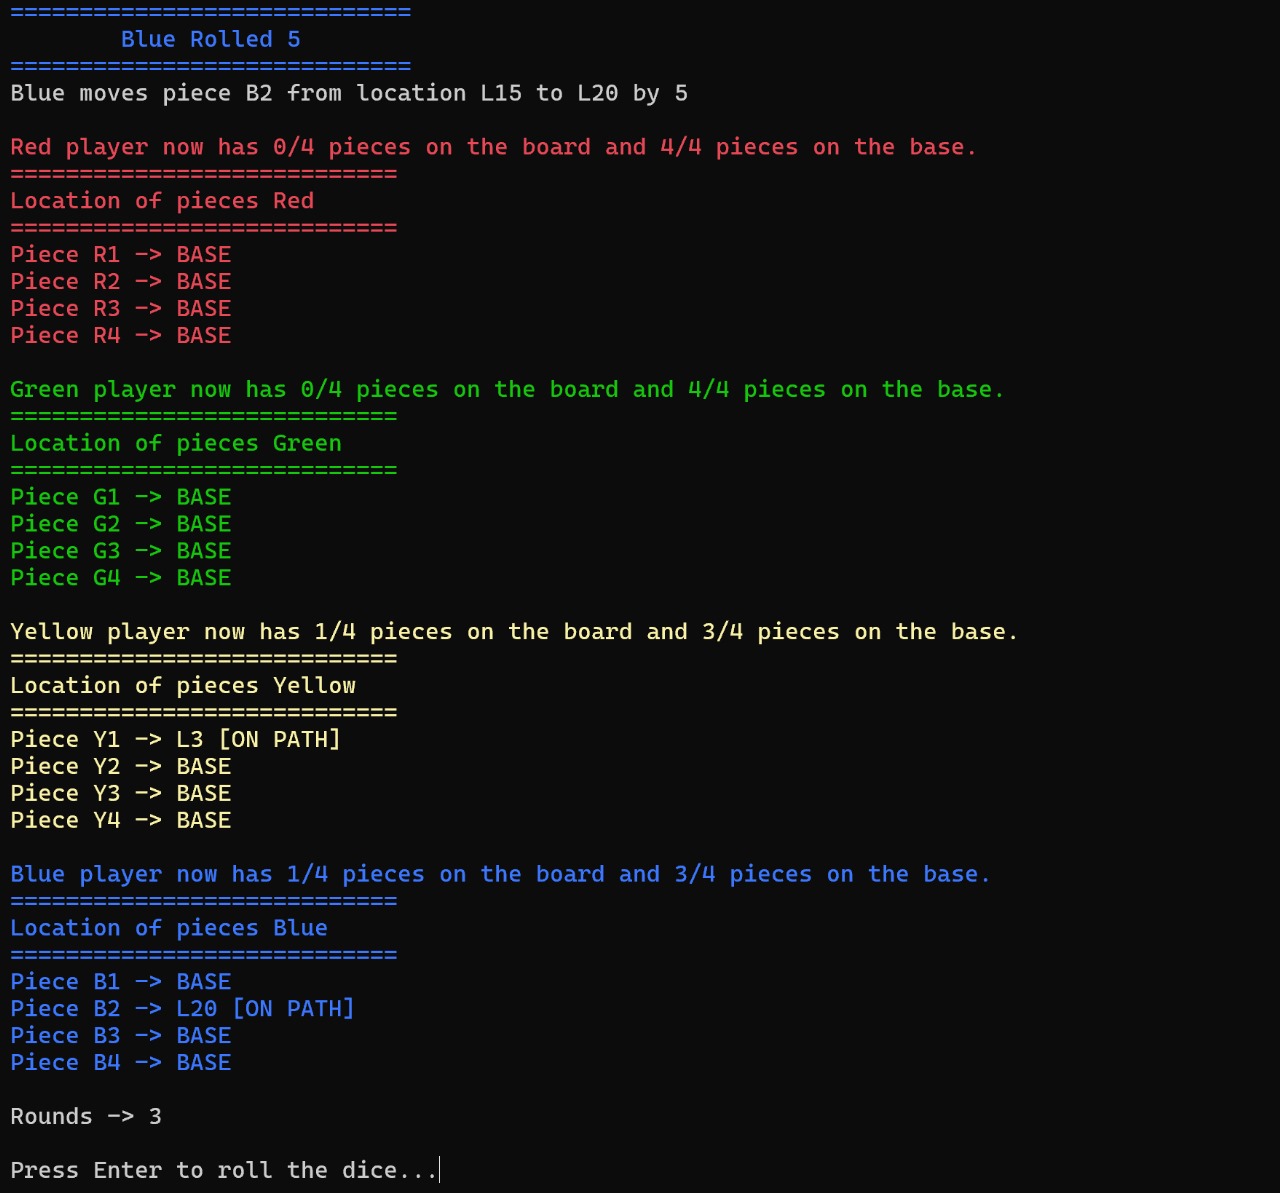 =============================
        Blue Rolled 5
=============================
Blue moves piece B2 from location L15 to L20 by 5

Red player now has 0/4 pieces on the board and 4/4 pieces on the base.
============================
Location of pieces Red
============================
Piece R1 -> BASE
Piece R2 -> BASE
Piece R3 -> BASE
Piece R4 -> BASE

Green player now has 0/4 pieces on the board and 4/4 pieces on the base.
============================
Location of pieces Green
============================
Piece G1 -> BASE
Piece G2 -> BASE
Piece G3 -> BASE
Piece G4 -> BASE

Yellow player now has 1/4 pieces on the board and 3/4 pieces on the base.
============================
Location of pieces Yellow
============================
Piece Y1 -> L3 [ON PATH]
Piece Y2 -> BASE
Piece Y3 -> BASE
Piece Y4 -> BASE

Blue player now has 1/4 pieces on the board and 3/4 pieces on the base.
============================
Location of pieces Blue
============================
Piece B1 -> BASE
Piece B2 -> L20 [ON PATH]
Piece B3 -> BASE
Piece B4 -> BASE

Rounds -> 3

Press Enter to roll the dice...